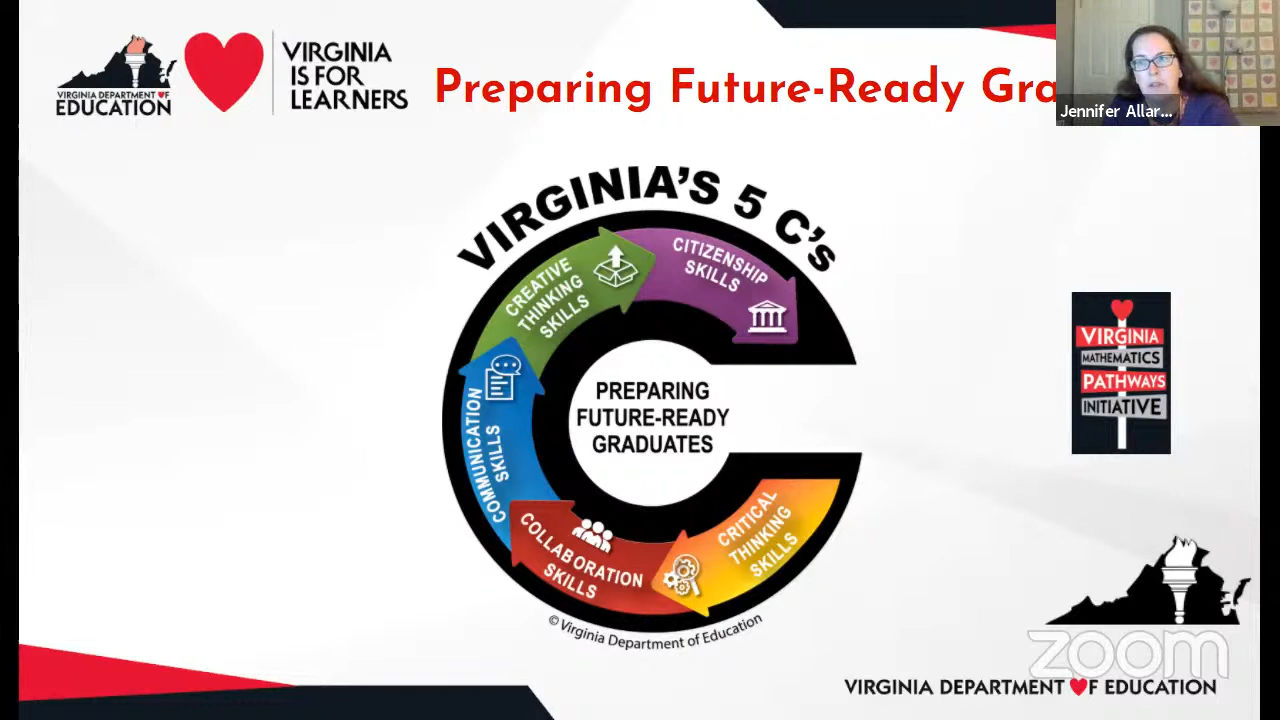 VIRGINIA DEPARTMENT OF
EDUCATION
VIRGINIA
IS FOR
LEARNERS
Preparing Future-Ready Gra
Jennifer Allar...
VIRGINIA'S 5 C's
CREATIVE
THINKING
SKILLS
CITIZENSHIP
SKILLS
COMMUNICATION
SKILLS
PREPARING
FUTURE-READY
GRADUATES
COLLABORATION
SKILLS
CRITICAL
THINKING
SKILLS
© Virginia Department of Education
VIRGINIA
MATHEMATICS
PATHWAYS
INITIATIVE
zoom
VIRGINIA DEPARTMENT OF EDUCATION